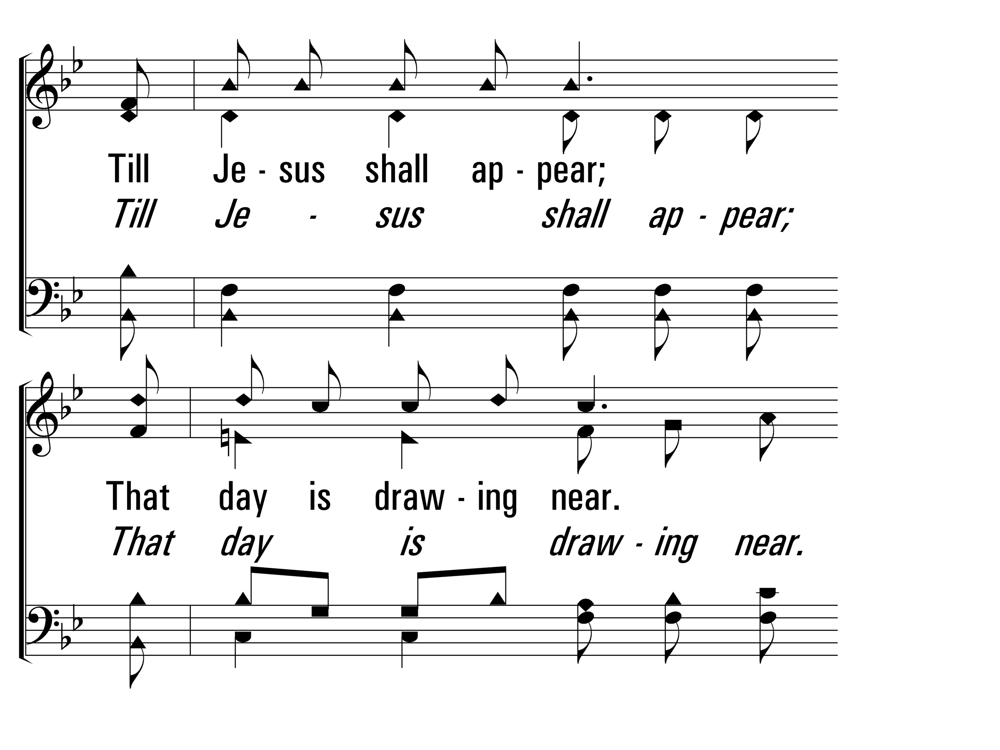 Till Je - sus shall ap - pear;
Till Je - sus shall ap - pear;
That day is draw - ing near.
That day is draw - ing near.